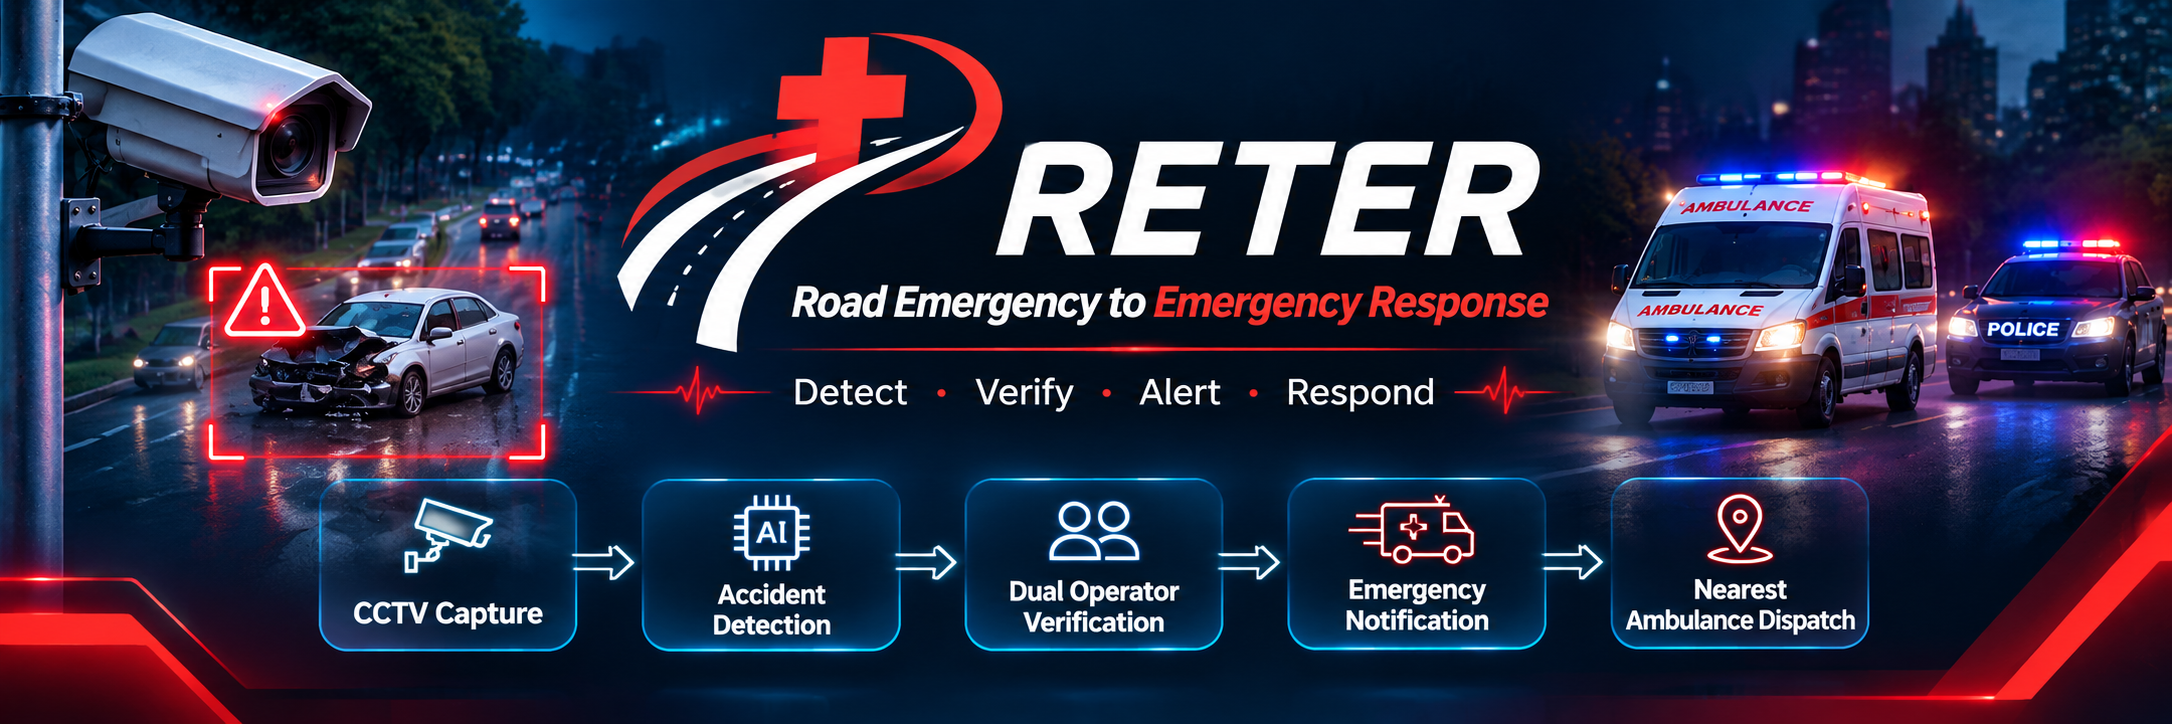 RETER
Road Emergency to Emergency Response
Detect • Verify • Alert • Respond
AMBULANCE
AMBULANCE
POLICE
CCTV Capture
AI
Accident
Detection
Dual Operator
Verification
Emergency
Notification
Nearest
Ambulance Dispatch